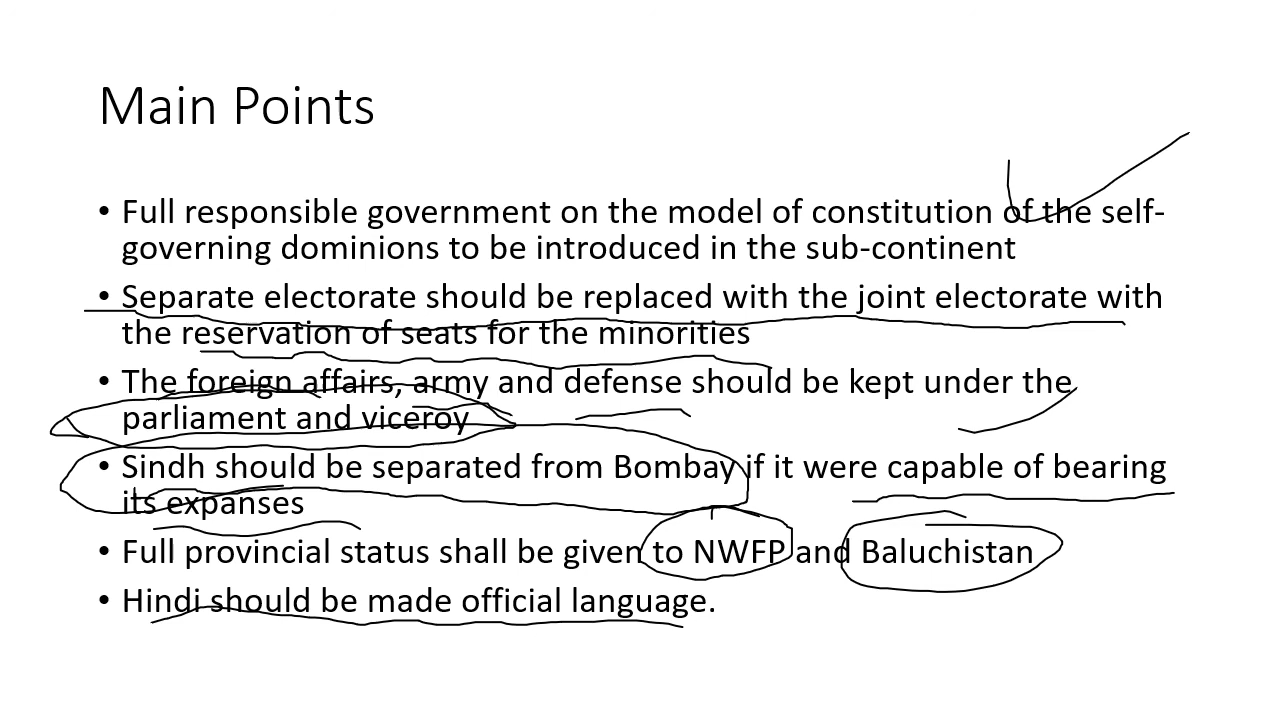 Main Points
• Full responsible government on the model of constitution of the self-
governing dominions to be introduced in the sub-continent
• Separate electorate should be replaced with the joint electorate with
the reservation of seats for the minorities
• The foreign affairs, army and defense should be kept under the
parliament and viceroy
• Sindh should be separated from Bombay if it were capable of bearing
its expanses
• Full provincial status shall be given to NWFP and Baluchistan
• Hindi should be made official language.